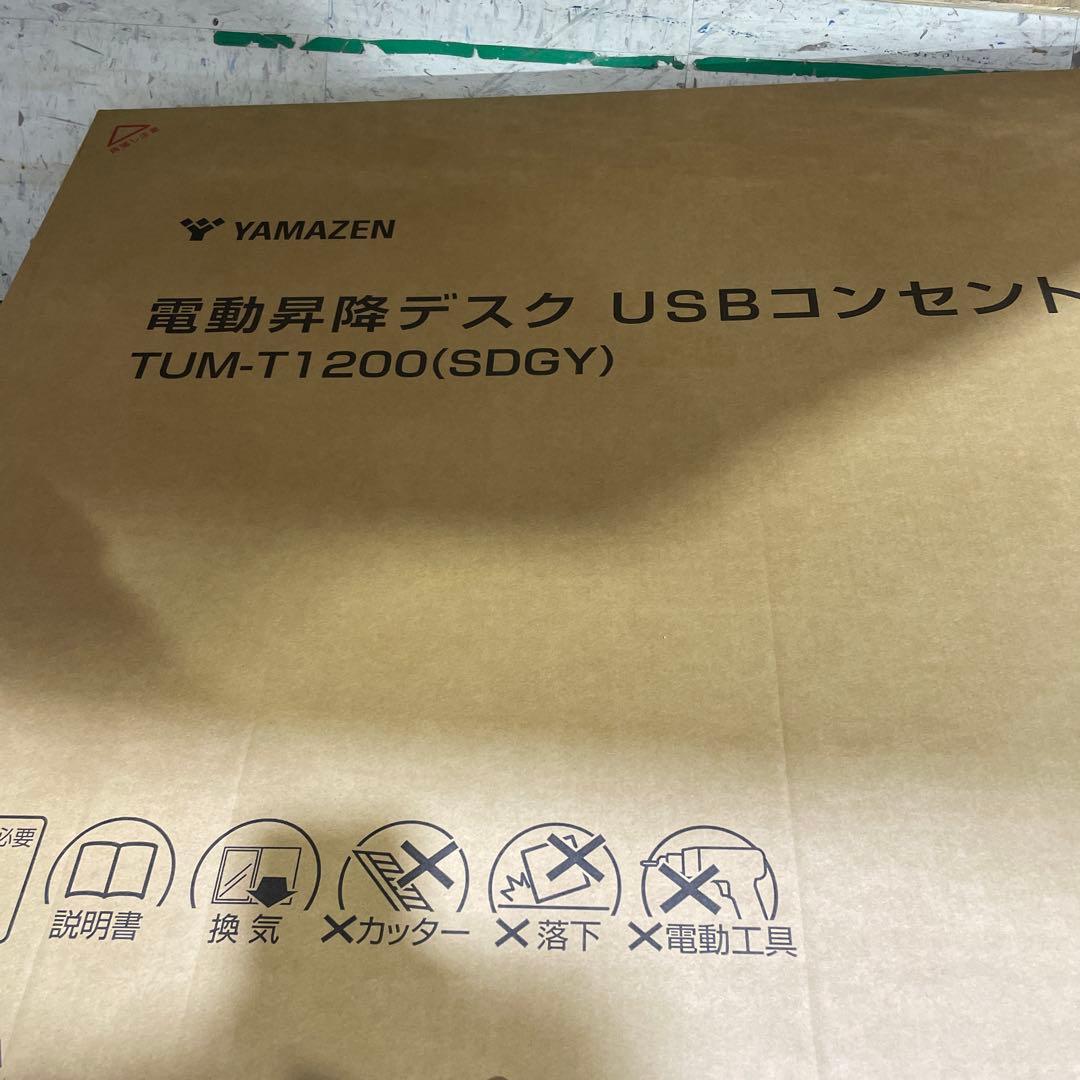 YAMAZEN
電動昇降デスク USBコンセント
TUM-T1200(SDGY)
必要
説明書
換気
×カッター
×落下
×電動工具